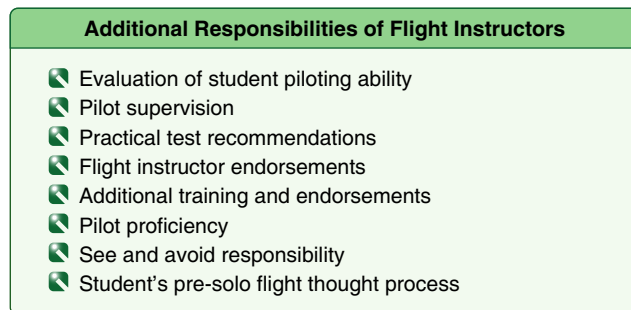 Additional Responsibilities of Flight Instructors
Evaluation of student piloting ability
Pilot supervision
Practical test recommendations
Flight instructor endorsements
Additional training and endorsements
Pilot proficiency
See and avoid responsibility
Student’s pre-solo flight thought process